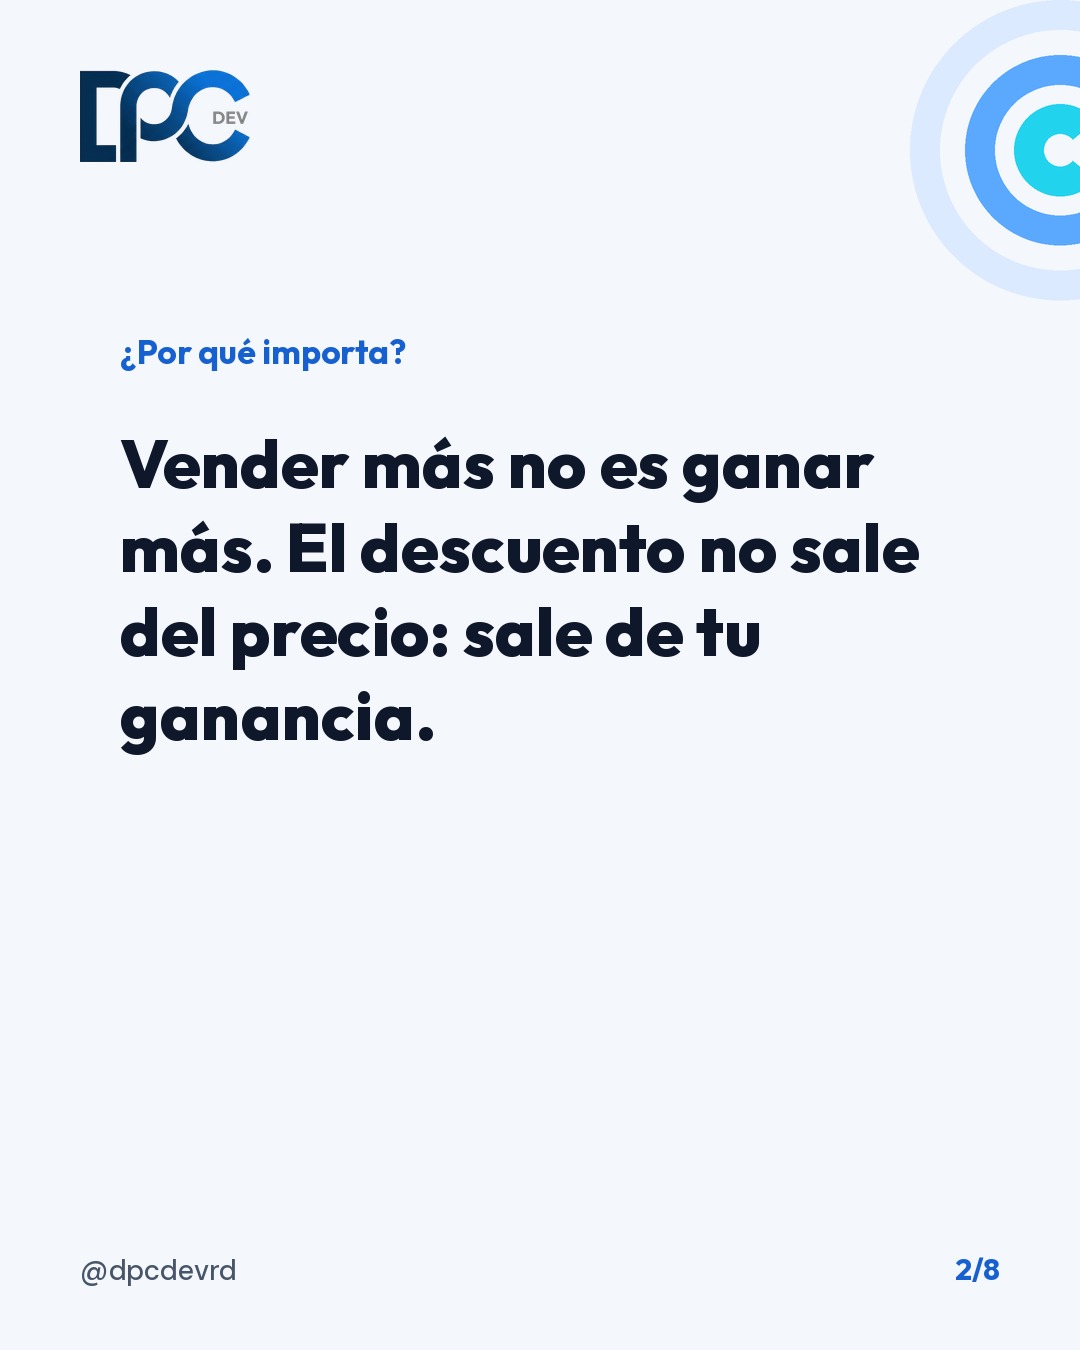 DPC
DEV
¿Por qué importa?
Vender más no es ganar
más. El descuento no sale
del precio: sale de tu
ganancia.
@dpcdevrd
2/8